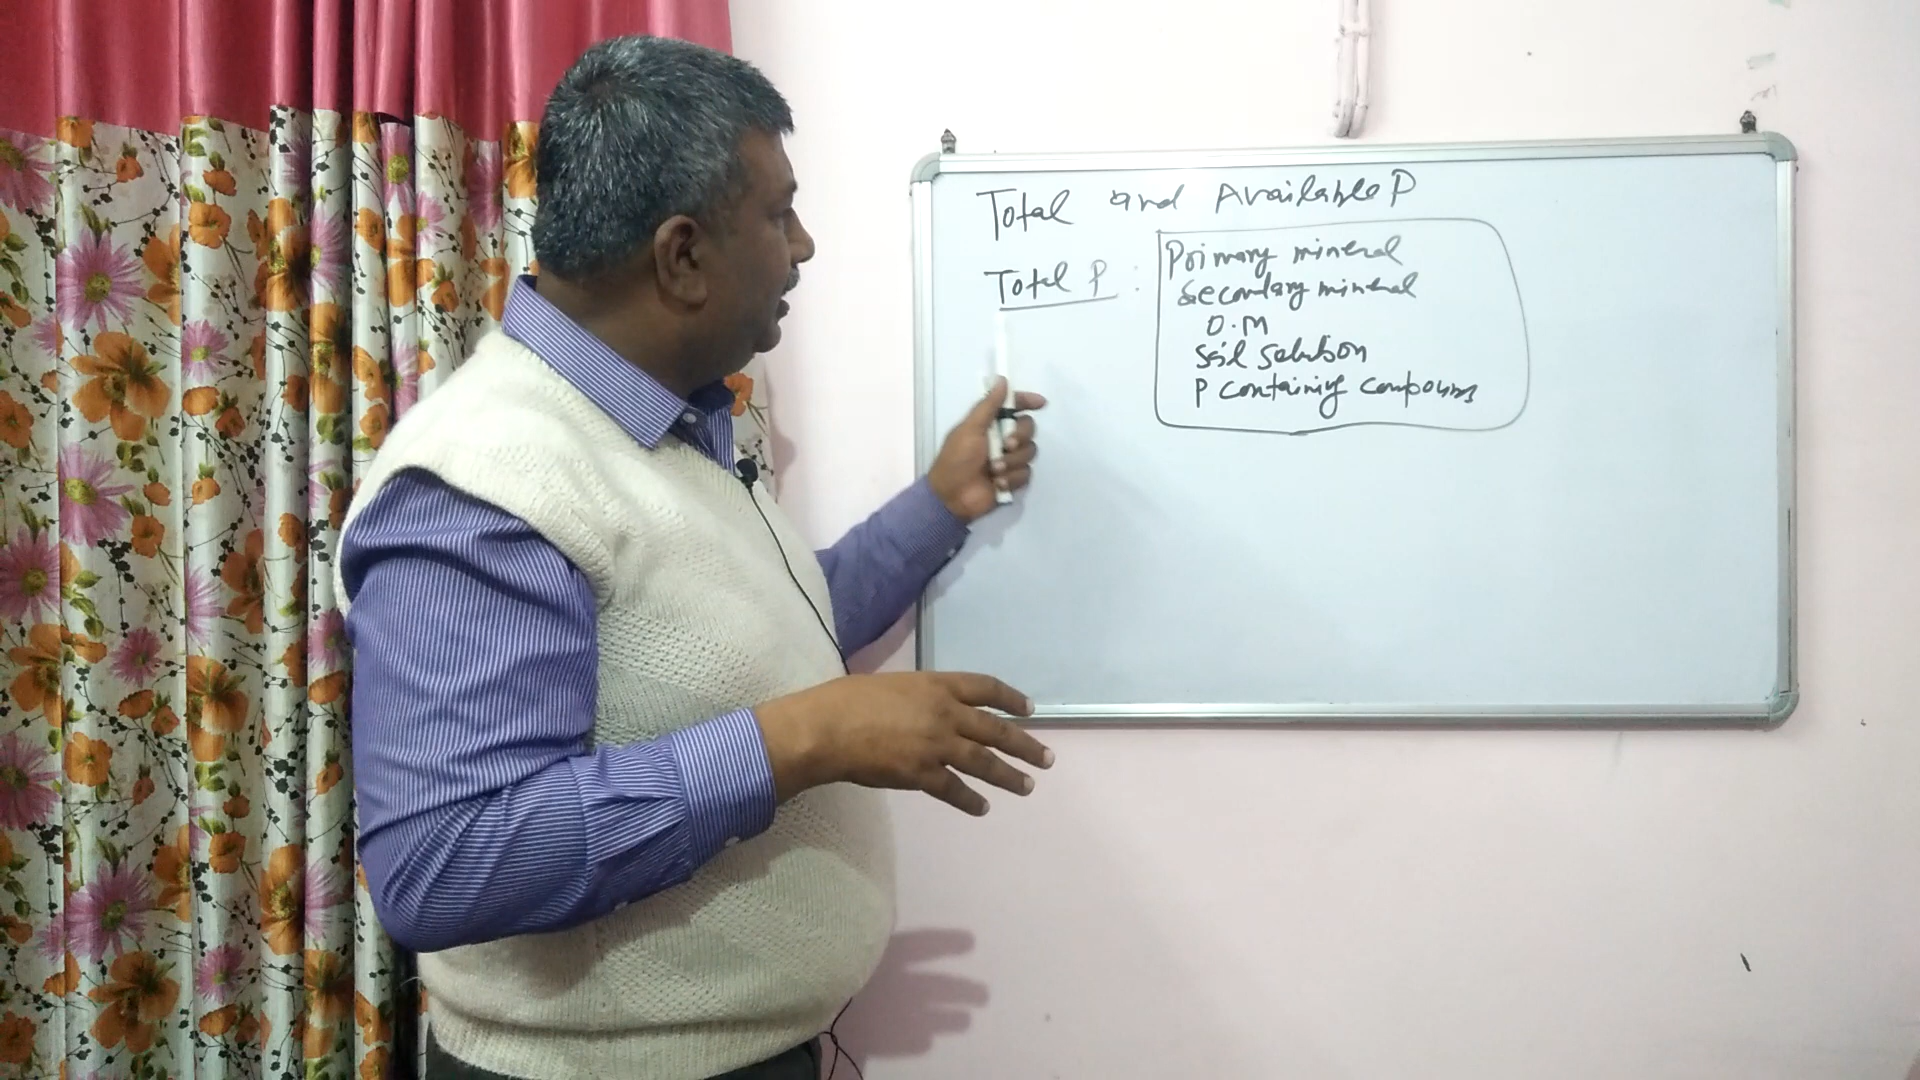 Total and Available P
Total P : Primary mineral
Secondary mineral
O.M
Soil Solution
P containing compounds